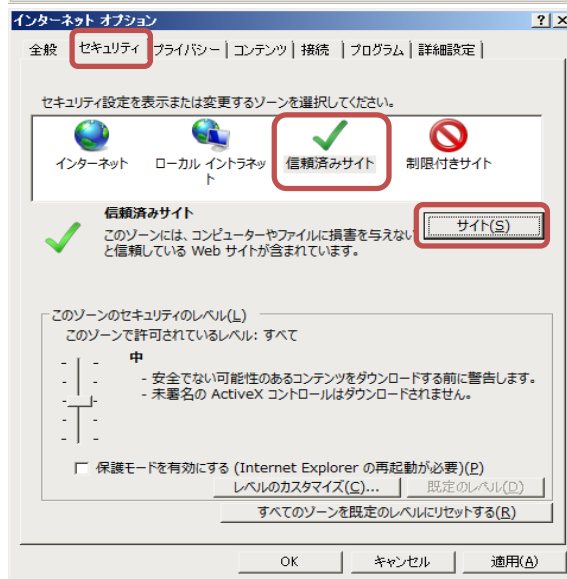 インターネット オプション
全般 セキュリティ プライバシー コンテンツ 接続 プログラム 詳細設定
セキュリティ設定を表示または変更するゾーンを選択してください。
インターネット ローカル イントラネッ 信頼済みサイト 制限付きサイト
ト
信頼済みサイト
サイト(S)
このゾーンには、コンピューターやファイルに損害を与えない
と信頼している Web サイトが含まれています。
このゾーンのセキュリティのレベル(L)
このゾーンで許可されているレベル: すべて
中
- 安全でない可能性のあるコンテンツをダウンロードする前に警告します。
- 未署名の ActiveX コントロールはダウンロードされません。
保護モードを有効にする (Internet Explorer の再起動が必要)(P)
レベルのカスタマイズ(C)... 既定のレベル(D)
すべてのゾーンを既定のレベルにリセットする(R)
OK キャンセル 適用(A)